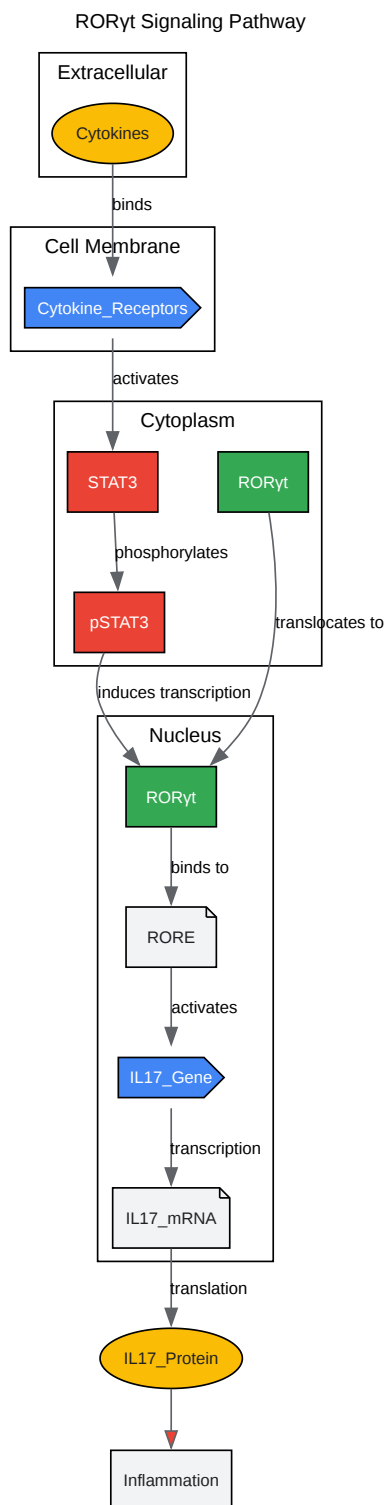 RORγt Signaling Pathway
Extracellular
Cytokines
binds
Cell Membrane
Cytokine_Receptors
activates
Cytoplasm
STAT3
RORγt
phosphorylates
pSTAT3
translocates to
induces transcription
Nucleus
RORγt
binds to
RORE
activates
IL17_Gene
transcription
IL17_mRNA
translation
IL17_Protein
Inflammation